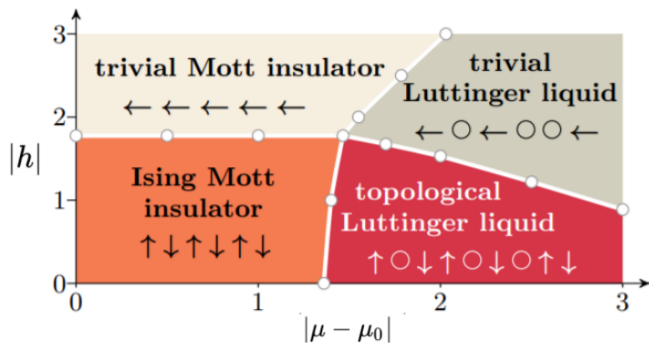 3
trivial Mott insulator
← ← ← ← ←
trivial
Luttinger liquid
← ○ ← ○ ○ ←
2
|h|
1
Ising Mott
insulator
↑ ↓ ↑ ↓ ↑ ↓
topological
Luttinger liquid
↑ ○ ↓ ↑ ○ ↓ ○ ↑ ↓
0
0 1 2 3
|μ − μ₀|